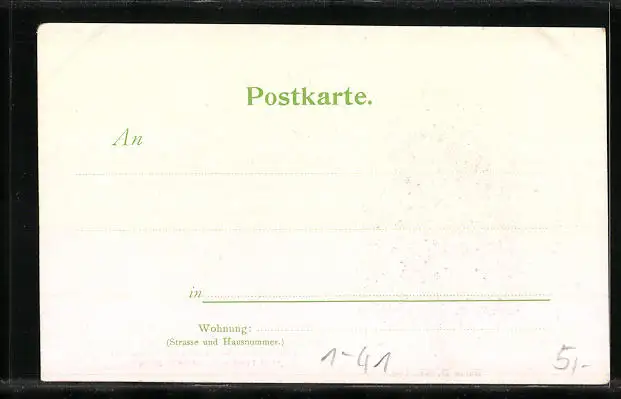 Postkarte.
An
in
Wohnung:
(Strasse und Hausnummer.)
1-41
5,-